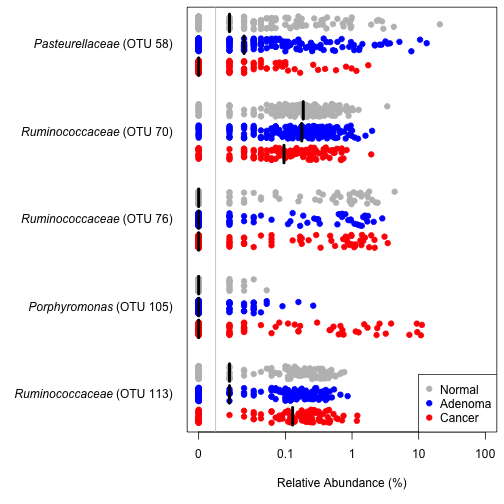 Pasteurellaceae (OTU 58)
Ruminococcaceae (OTU 70)
Ruminococcaceae (OTU 76)
Porphyromonas (OTU 105)
Ruminococcaceae (OTU 113)
Normal
Adenoma
Cancer
0 0.1 1 10 100
Relative Abundance (%)